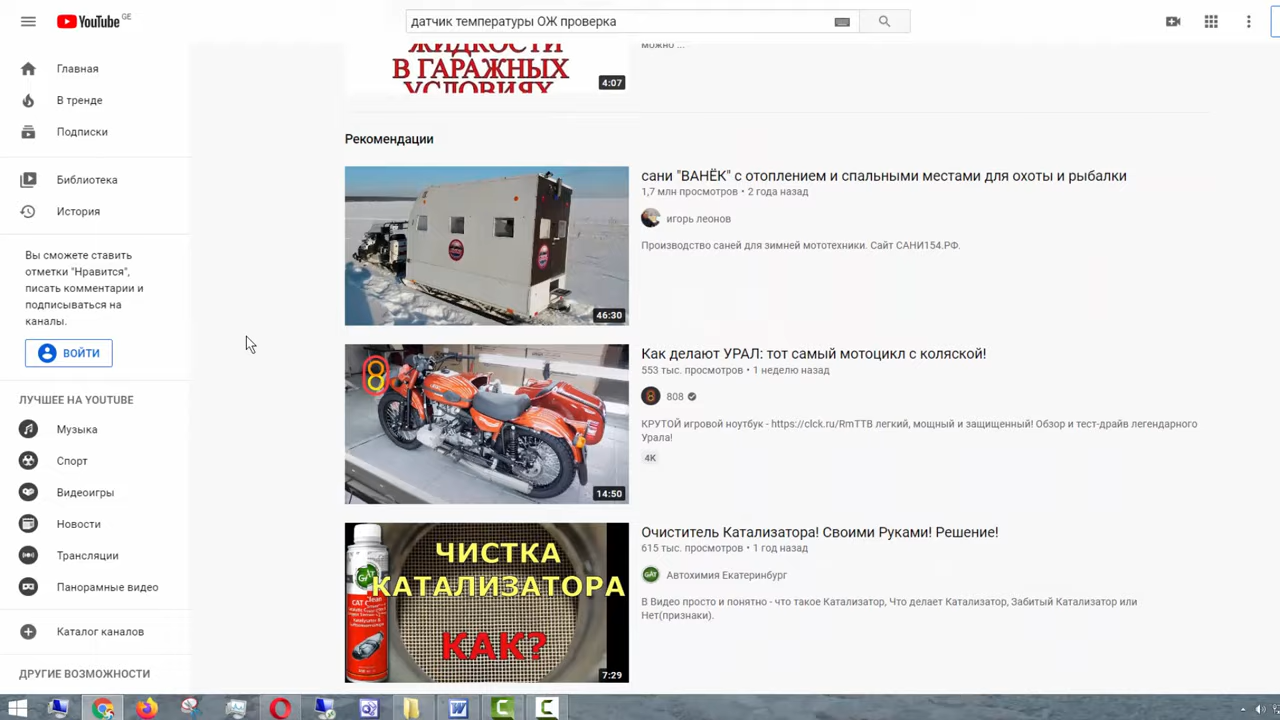 YouTube GE
датчик температуры ОЖ проверка
Главная
В тренде
Подписки
Библиотека
История
Вы сможете ставить
отметки "Нравится",
писать комментарии и
подписываться на
каналы.
ВОЙТИ
ЛУЧШЕЕ НА YOUTUBE
Музыка
Спорт
Видеоигры
Новости
Трансляции
Панорамные видео
Каталог каналов
ДРУГИЕ ВОЗМОЖНОСТИ
ЖИДКОСТИ
В ГАРАЖНЫХ
УСЛОВИЯХ
4:07
можно ...
Рекомендации
46:30
сани "ВАНЁК" с отоплением и спальными местами для охоты и рыбалки
1,7 млн просмотров • 2 года назад
игорь леонов
Производство саней для зимней мототехники. Сайт САНИ154.РФ.
8
14:50
Как делают УРАЛ: тот самый мотоцикл с коляской!
553 тыс. просмотров • 1 неделю назад
808
КРУТОЙ игровой ноутбук - https://clck.ru/RmTTB легкий, мощный и защищенный! Обзор и тест-драйв легендарного
Урала!
4K
ЧИСТКА
КАТАЛИЗАТОРА
КАК?
7:29
Очиститель Катализатора! Своими Руками! Решение!
615 тыс. просмотров • 1 год назад
Автохимия Екатеринбург
В Видео просто и понятно - что такое Катализатор, Что делает Катализатор, Забитый Катализатор или
Нет(признаки).